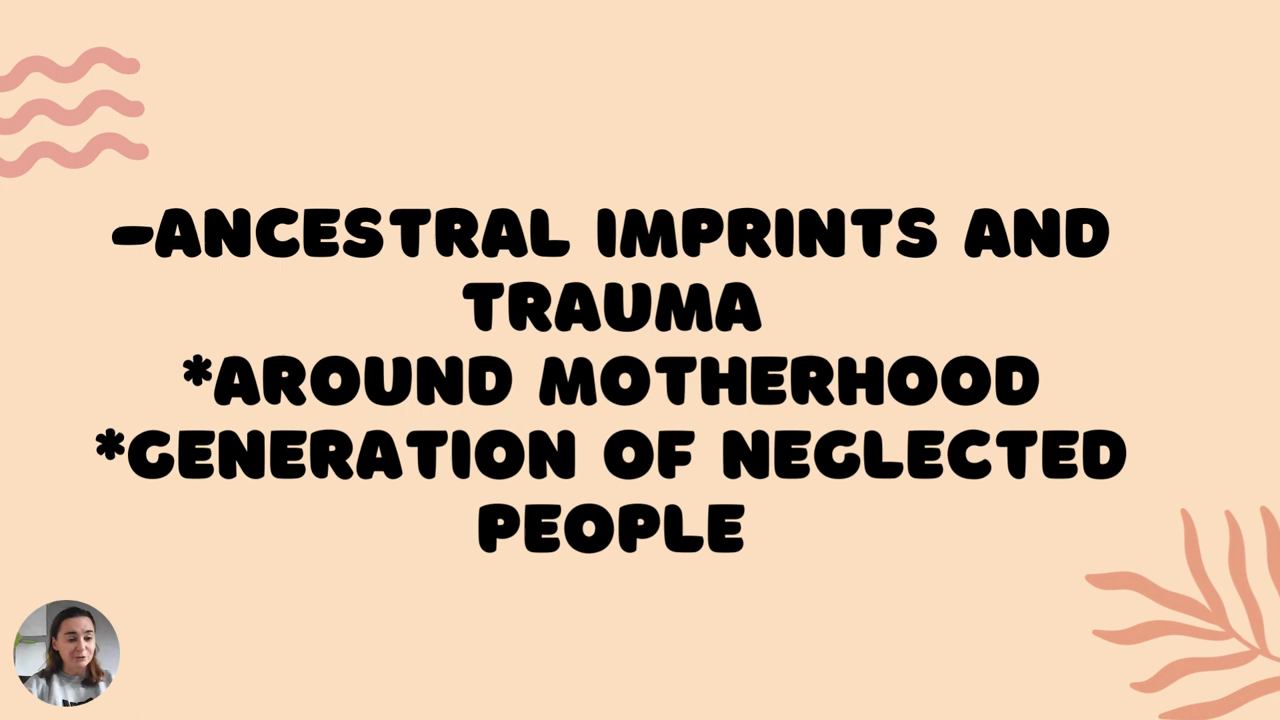 -ANCESTRAL IMPRINTS AND
TRAUMA
*AROUND MOTHERHOOD
*GENERATION OF NEGLECTED
PEOPLE